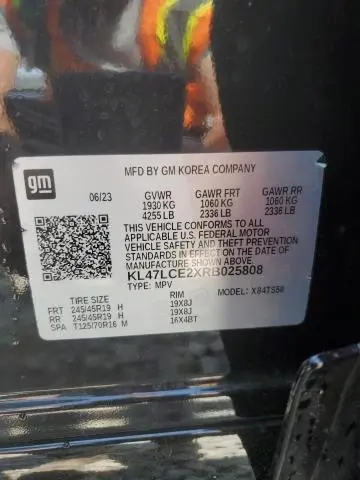 gm
MFD BY GM KOREA COMPANY
06/23 GVWR GAWR FRT GAWR RR
1930 KG 1060 KG 1060 KG
4255 LB 2336 LB 2336 LB
THIS VEHICLE CONFORMS TO ALL
APPLICABLE U.S. FEDERAL MOTOR
VEHICLE SAFETY AND THEFT PREVENTION
STANDARDS IN EFFECT ON THE DATE OF
MANUFACTURE SHOWN ABOVE.
KL47LCE2XRB025808
TYPE: MPV MODEL: X84TS58
TIRE SIZE RIM
FRT 245/45R19 H 19X8J
RR 245/45R19 H 19X8J
SPA T125/70R16 M 16X4BT